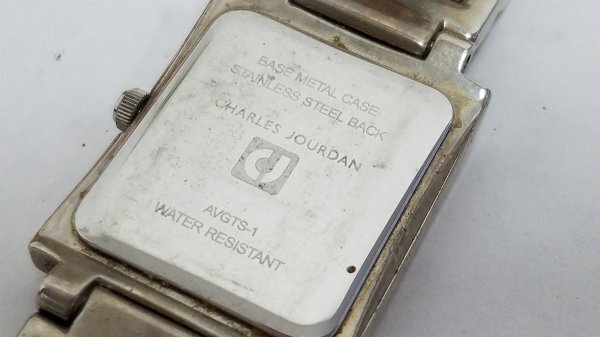 BASE METAL CASE
STAINLESS STEEL BACK
CHARLES JOURDAN
CJ
AVGTS-1
WATER RESISTANT